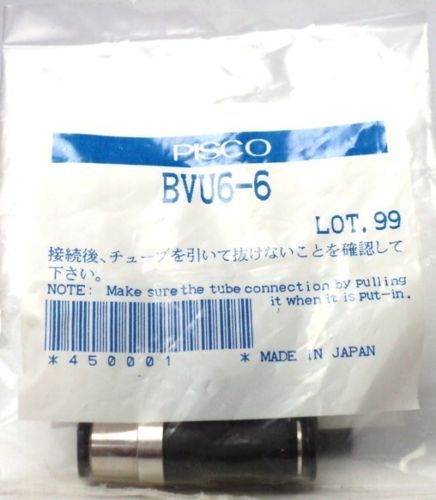 PISCO
BVU6-6
LOT.99
接続後、チューブを引いて抜けないことを確認して
下さい。
NOTE: Make sure the tube connection by pulling
it when it is put-in.
*450001 * MADE IN JAPAN